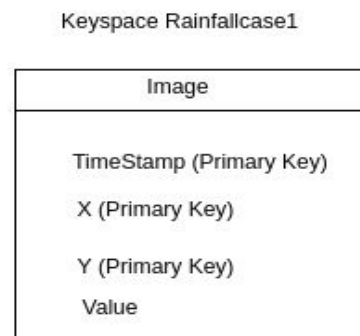 Keyspace Rainfallcase1
Image
TimeStamp (Primary Key)
X (Primary Key)
Y (Primary Key)
Value